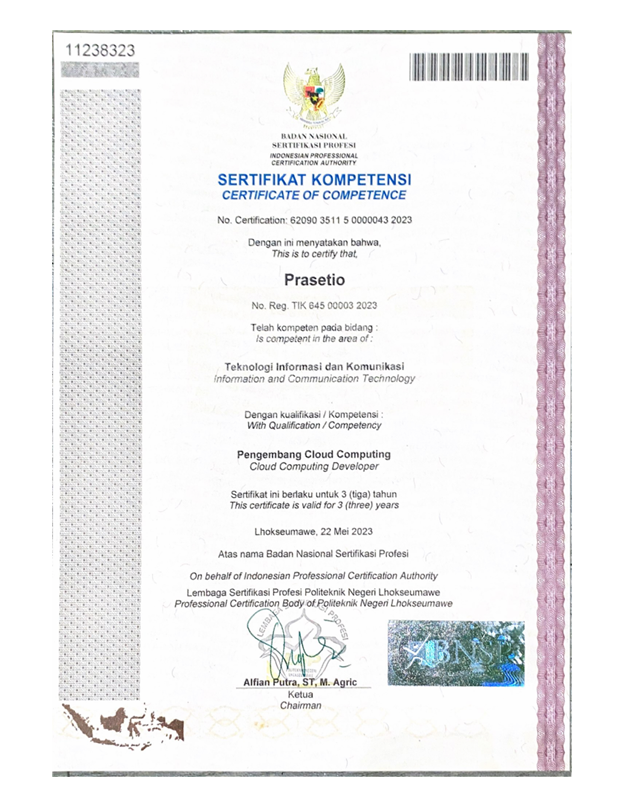 11238323
BADAN NASIONAL
SERTIFIKASI PROFESI
INDONESIAN PROFESSIONAL
CERTIFICATION AUTHORITY
SERTIFIKAT KOMPETENSI
CERTIFICATE OF COMPETENCE
No. Certification: 62090 3511 5 0000043 2023
Dengan ini menyatakan bahwa,
This is to certify that,
Prasetio
No. Reg. TIK 645 00003 2023
Telah kompeten pada bidang :
Is competent in the area of :
Teknologi Informasi dan Komunikasi
Information and Communication Technology
Dengan kualifikasi / Kompetensi :
With Qualification / Competency
Pengembang Cloud Computing
Cloud Computing Developer
Sertifikat ini berlaku untuk 3 (tiga) tahun
This certificate is valid for 3 (three) years
Lhokseumawe, 22 Mei 2023
Atas nama Badan Nasional Sertifikasi Profesi
On behalf of Indonesian Professional Certification Authority
Lembaga Sertifikasi Profesi Politeknik Negeri Lhokseumawe
Professional Certification Body of Politeknik Negeri Lhokseumawe
BNSP
Alfian Putra, ST, M. Agric
Ketua
Chairman